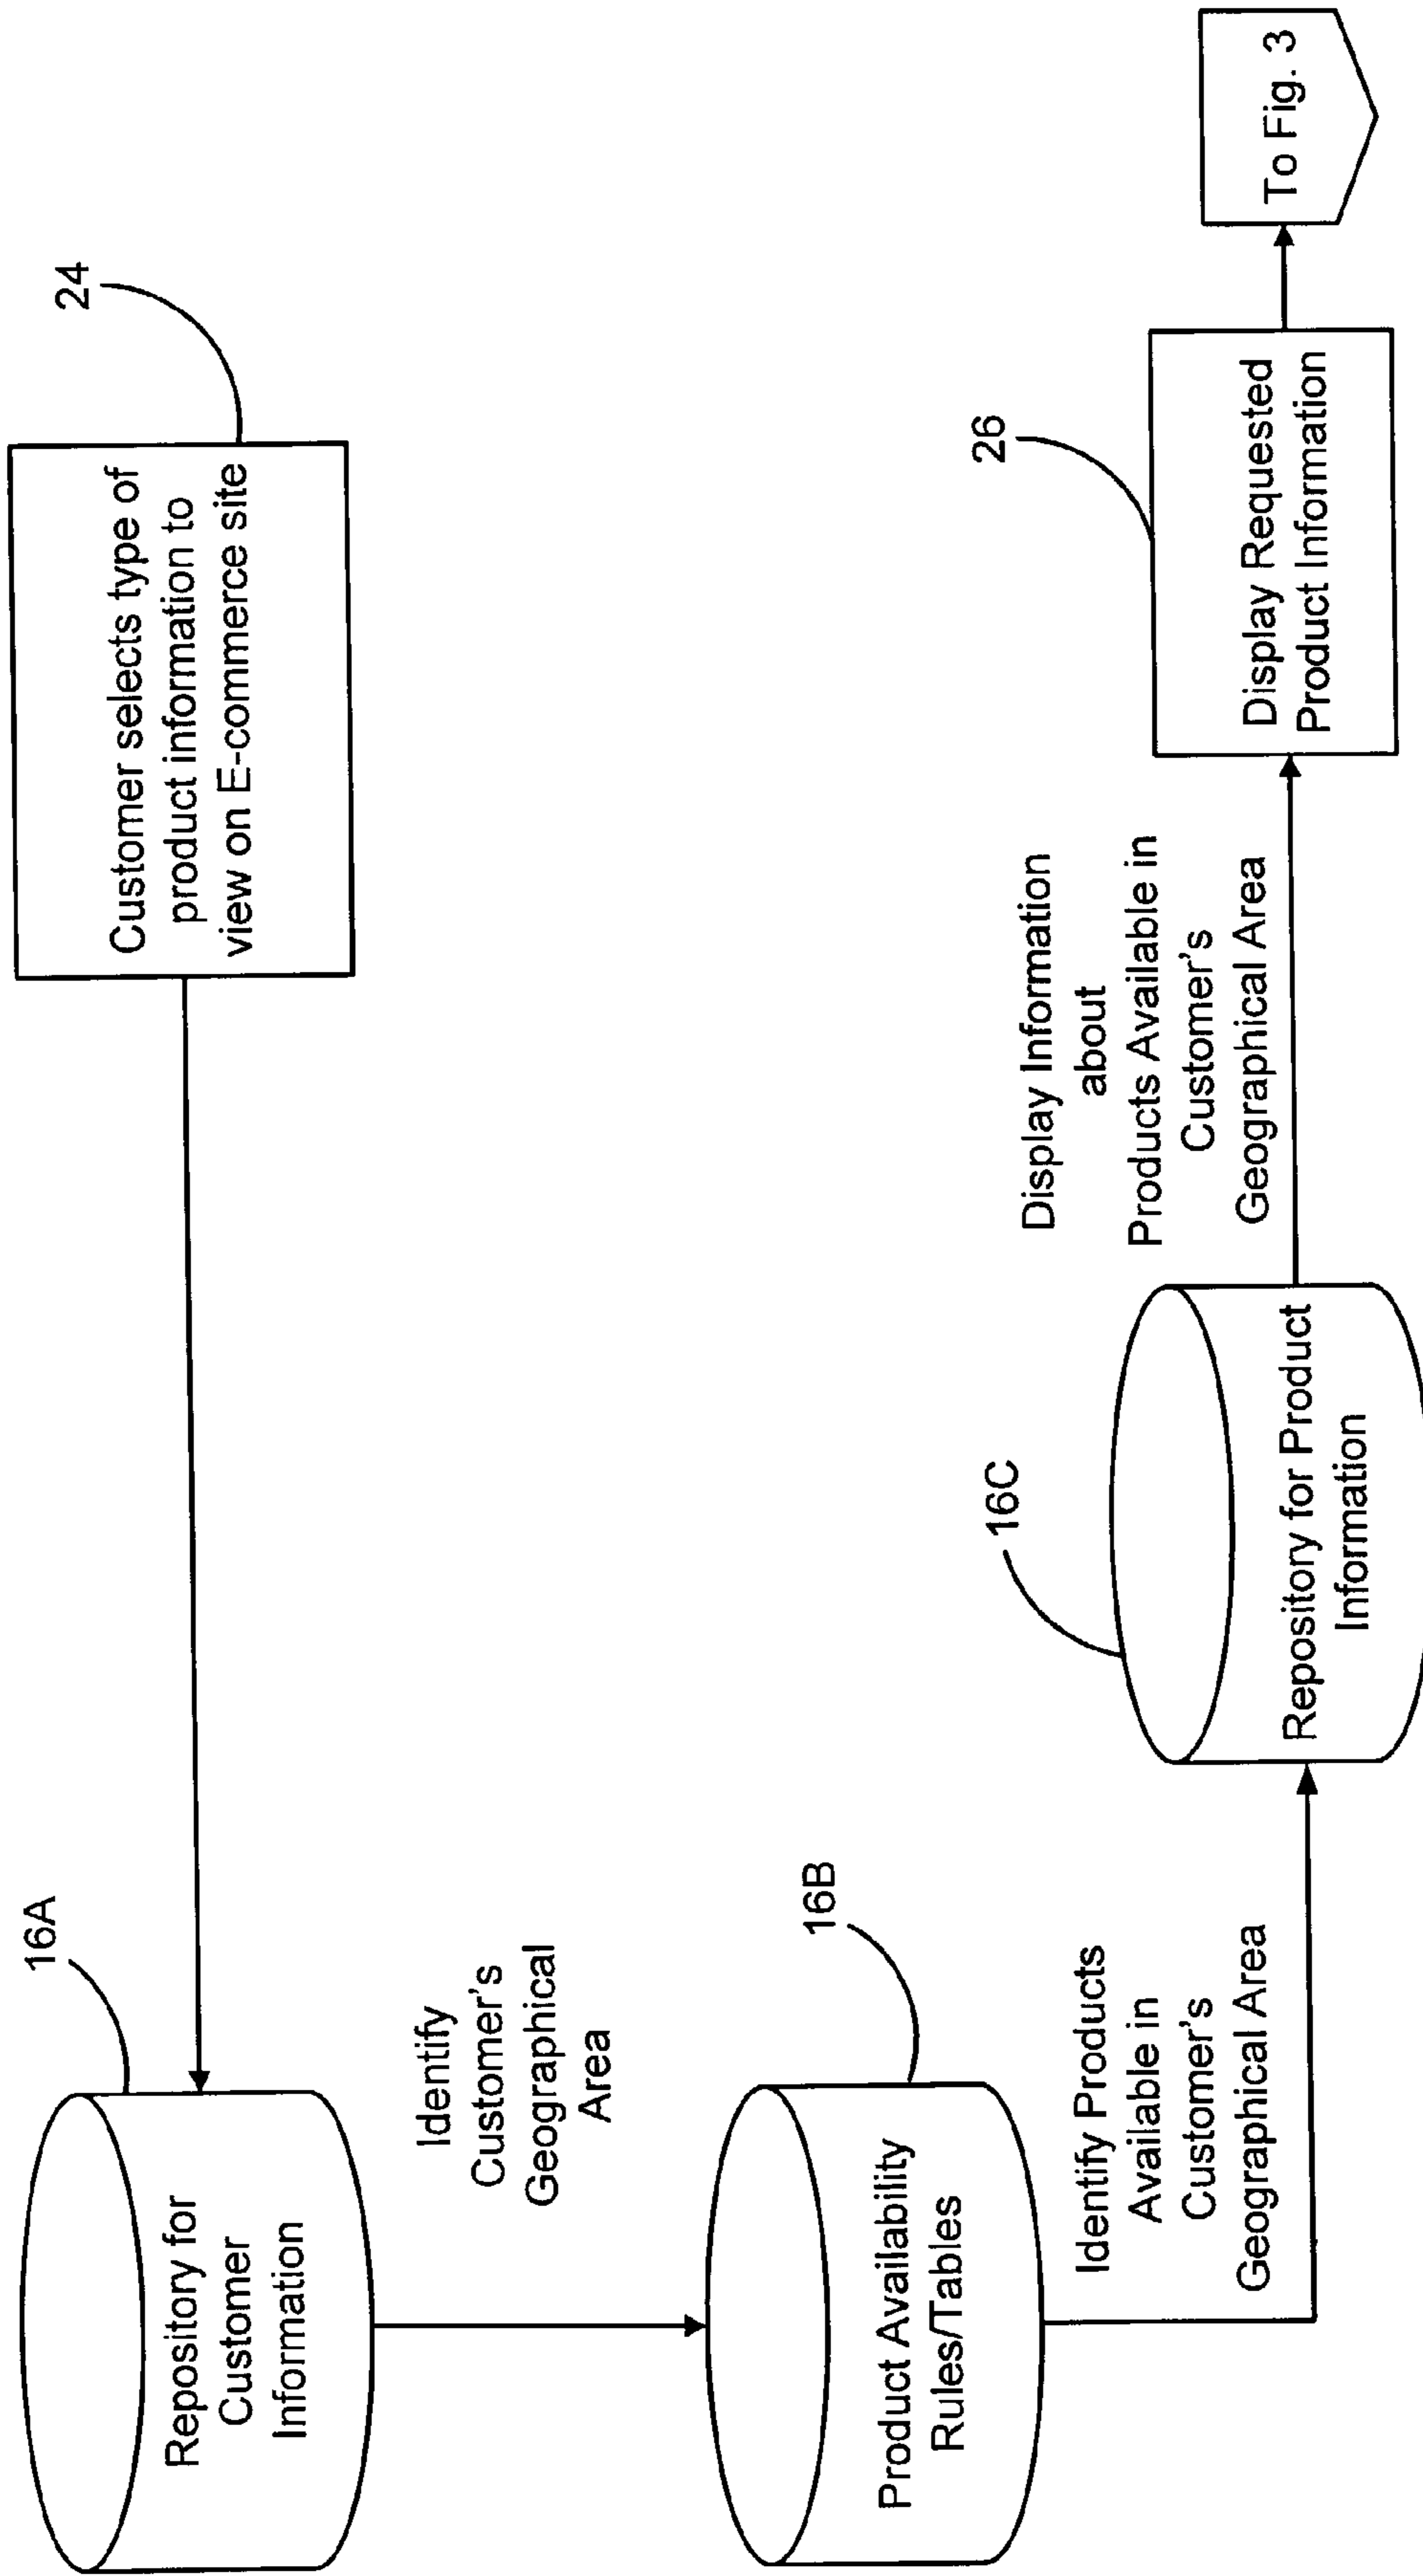 16A
Repository for
Customer
Information
24
Customer selects type of
product information to
view on E-commerce site
Identify
Customer's
Geographical
Area
16B
Product Availability
Rules/Tables
Identify Products
Available in
Customer's
Geographical Area
16C
Repository for Product
Information
Display Information
about
Products Available in
Customer's
Geographical Area
26
Display Requested
Product Information
To Fig. 3